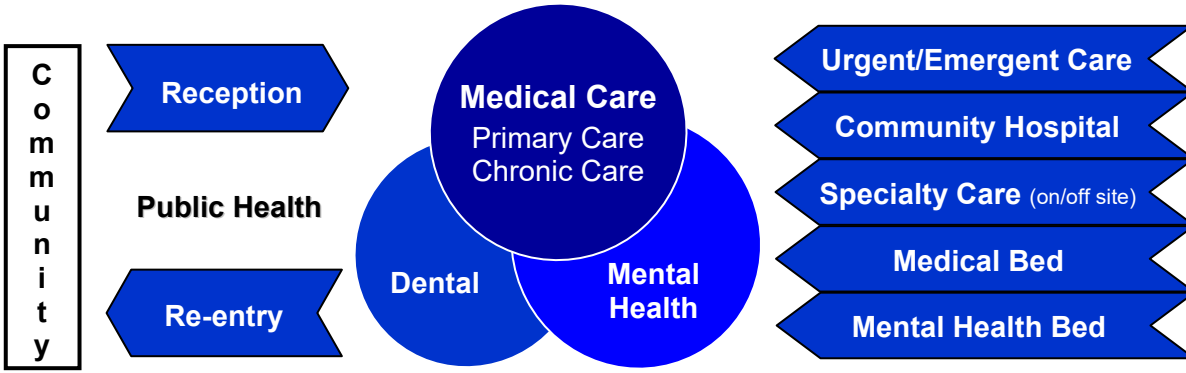 Community
Reception
Public Health
Re-entry
Medical Care
Primary Care
Chronic Care
Dental
Mental
Health
Urgent/Emergent Care
Community Hospital
Specialty Care (on/off site)
Medical Bed
Mental Health Bed